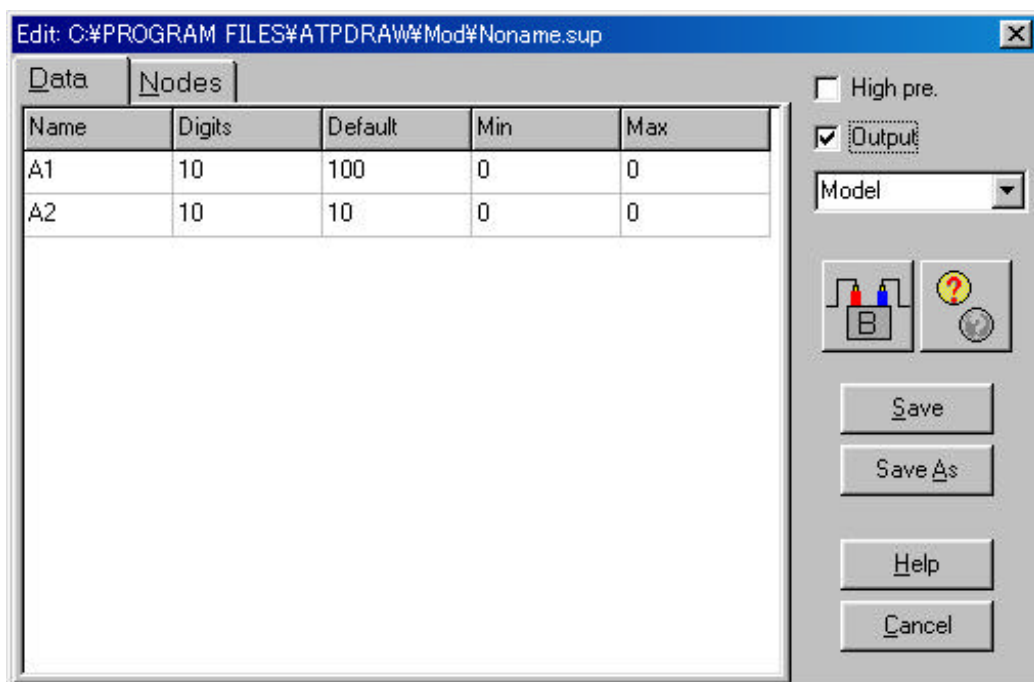 Edit: C:¥PROGRAM FILES¥ATPDRAW¥Mod¥Noname.sup
Data Nodes
Name Digits Default Min Max
A1 10 100 0 0
A2 10 10 0 0
High pre.
Output
Model
B
? ?
Save
Save As
Help
Cancel